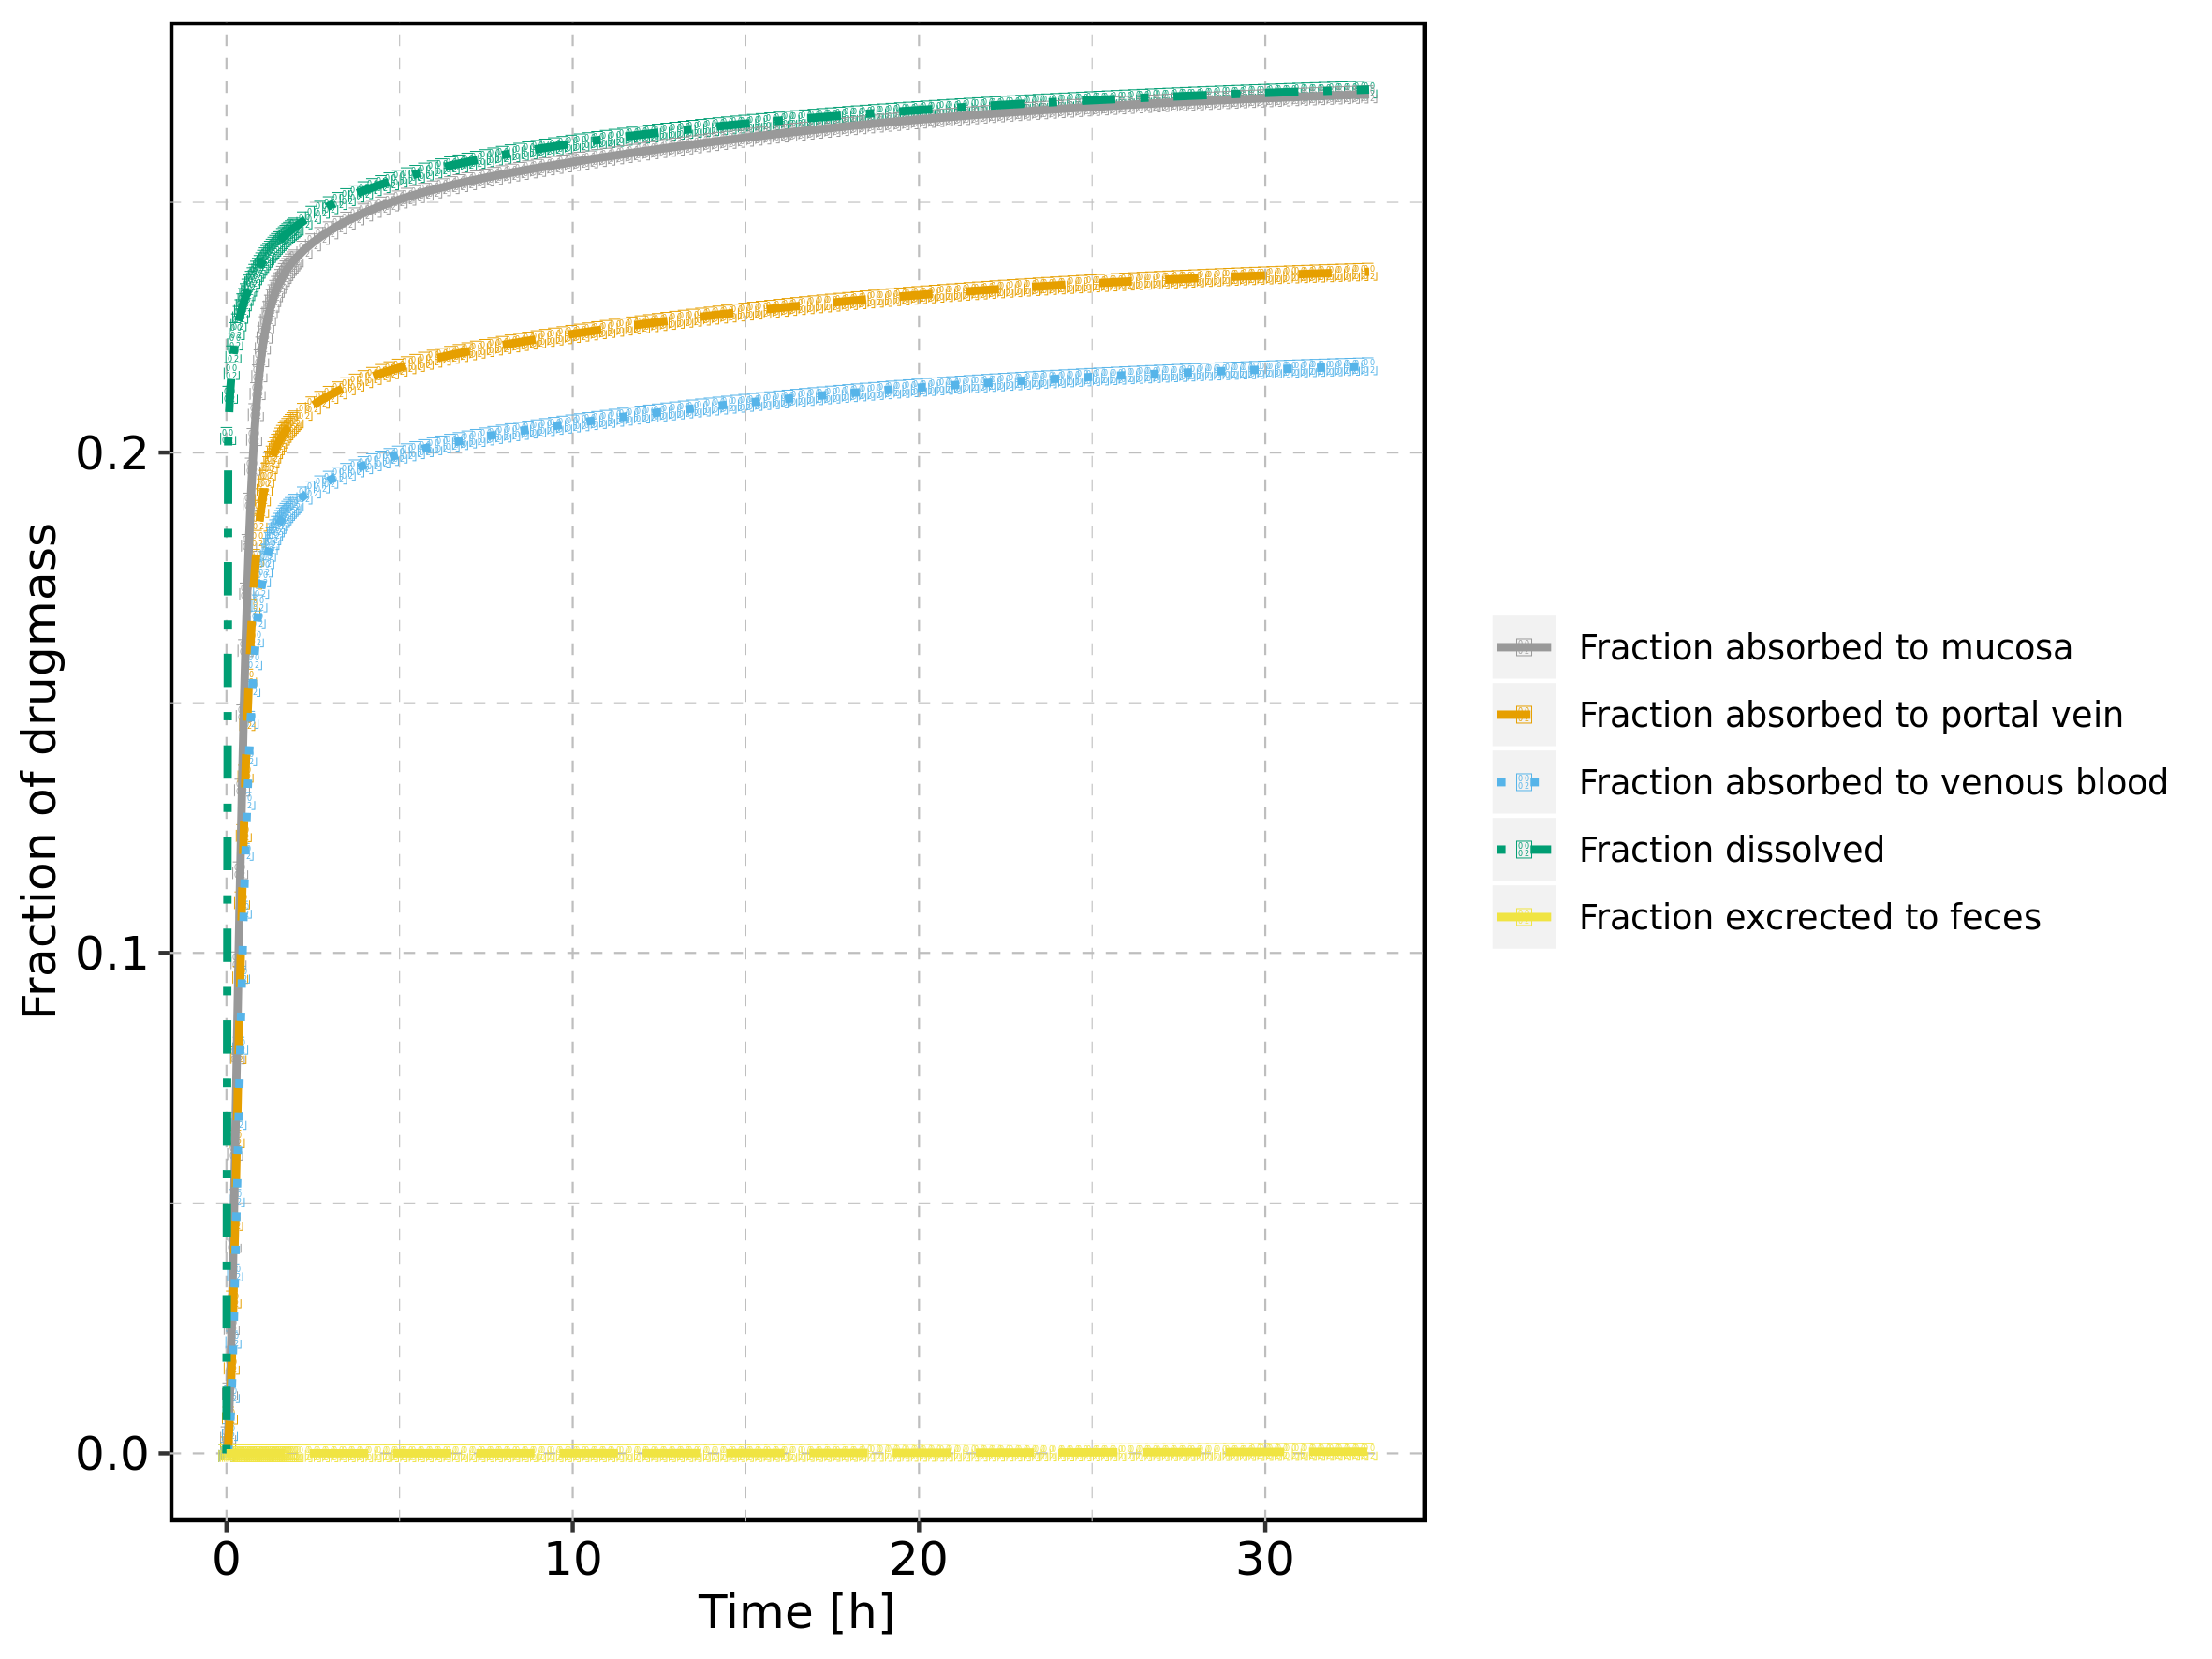 Fraction of drugmass
0.2
0.1
0.0
0
10
20
30
Time [h]
Fraction absorbed to mucosa
Fraction absorbed to portal vein
Fraction absorbed to venous blood
Fraction dissolved
Fraction excrected to feces